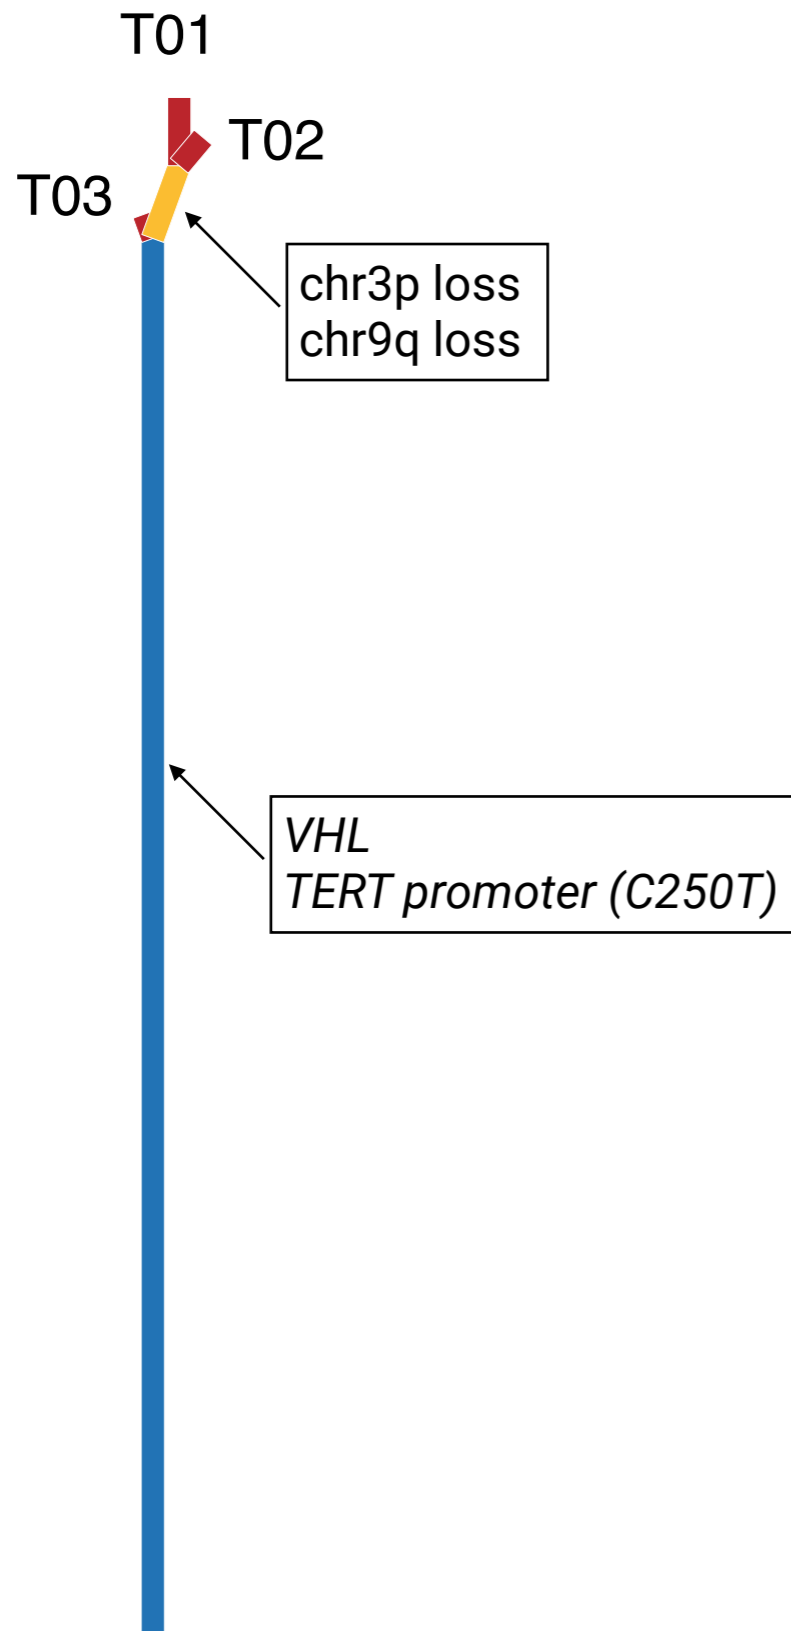 T01
T02
T03
chr3p loss
chr9q loss
VHL
TERT promoter (C250T)